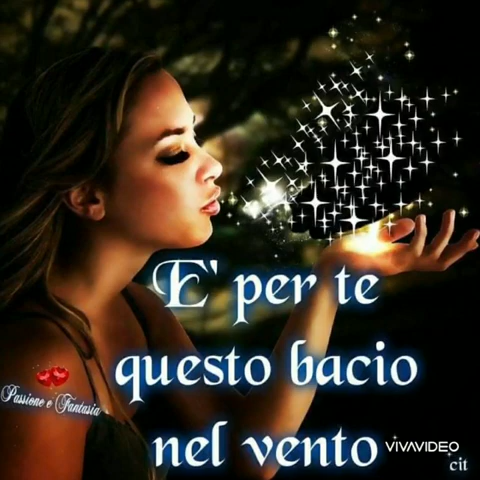 E' per te
questo bacio
Passione e Fantasia
nel vento
VIVAVIDEO
cit